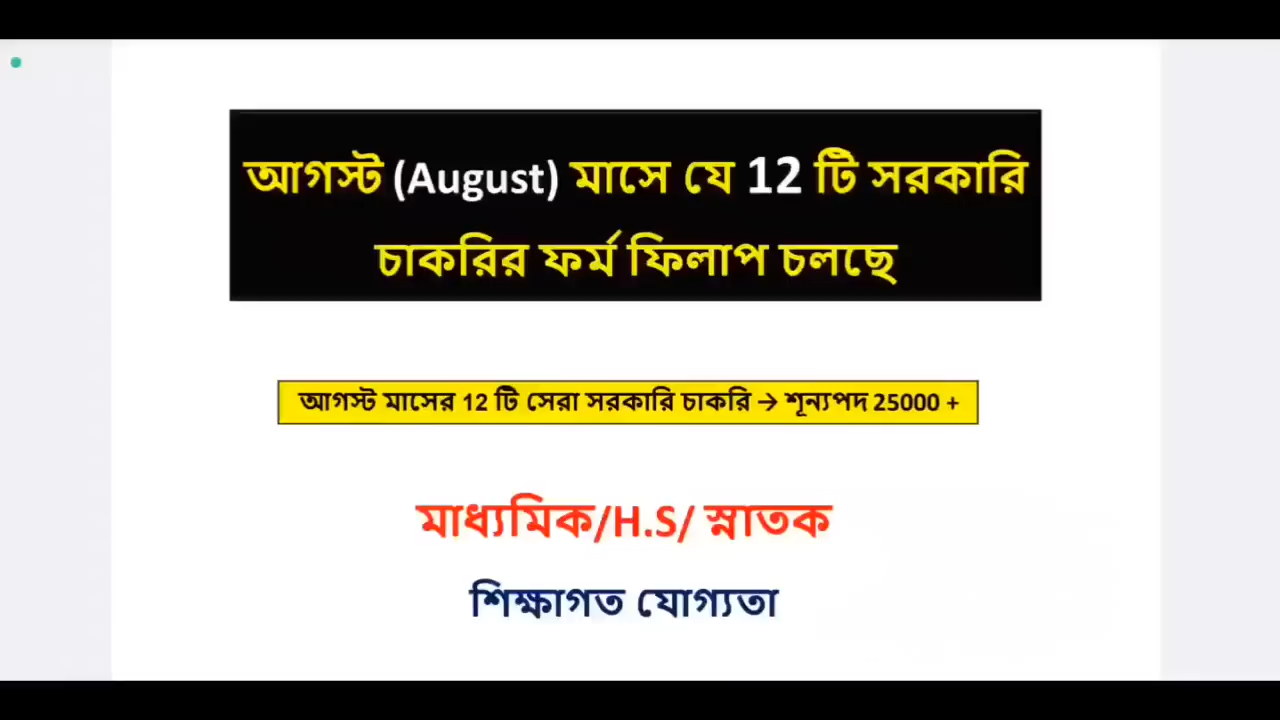 আগস্ট (August) মাসে যে 12 টি সরকারি
চাকরির ফর্ম ফিলাপ চলছে
আগস্ট মাসের 12 টি সেরা সরকারি চাকরি → শূন্যপদ 25000 +
মাধ্যমিক/H.S/ স্নাতক
শিক্ষাগত যোগ্যতা